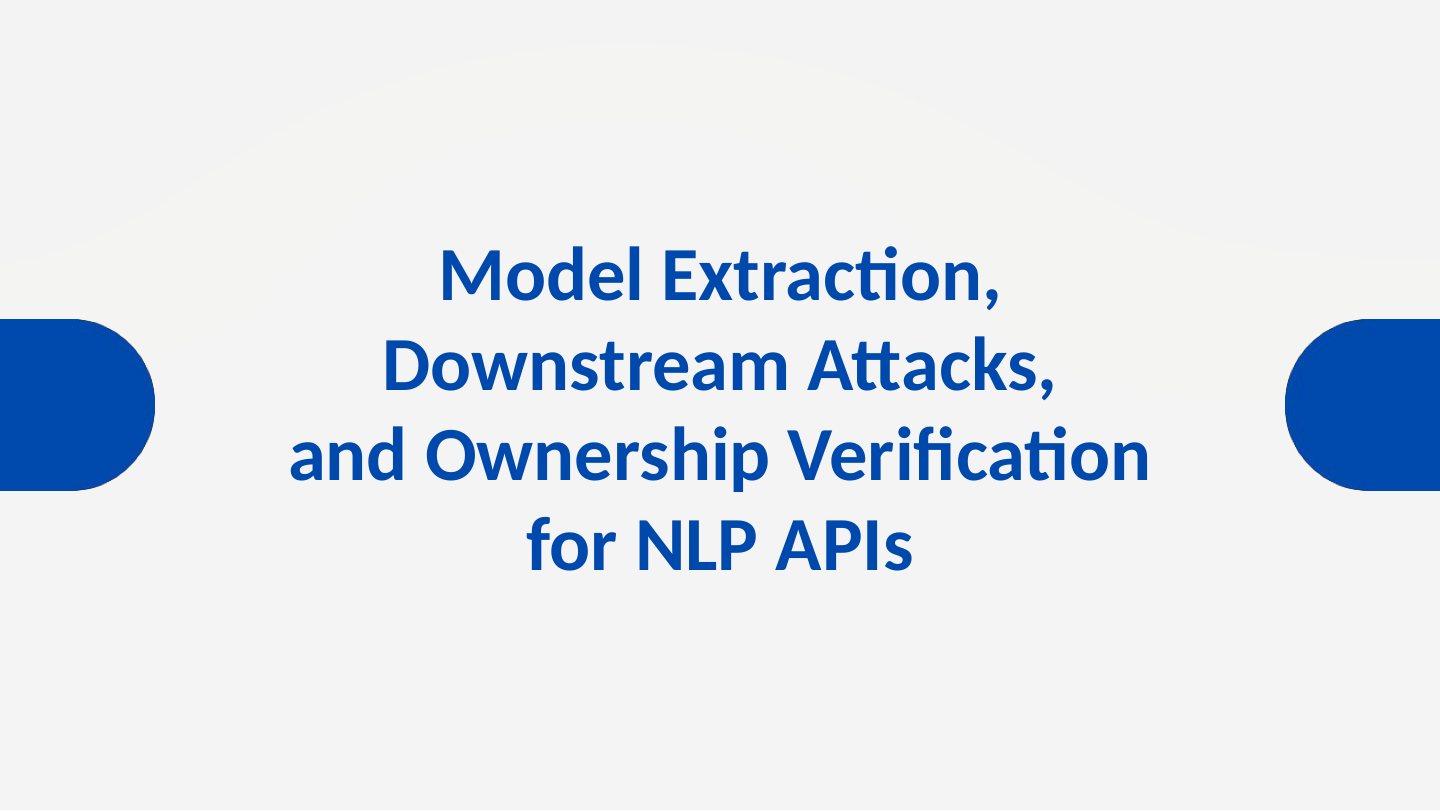 Model Extraction,
Downstream Attacks,
and Ownership Verification
for NLP APIs